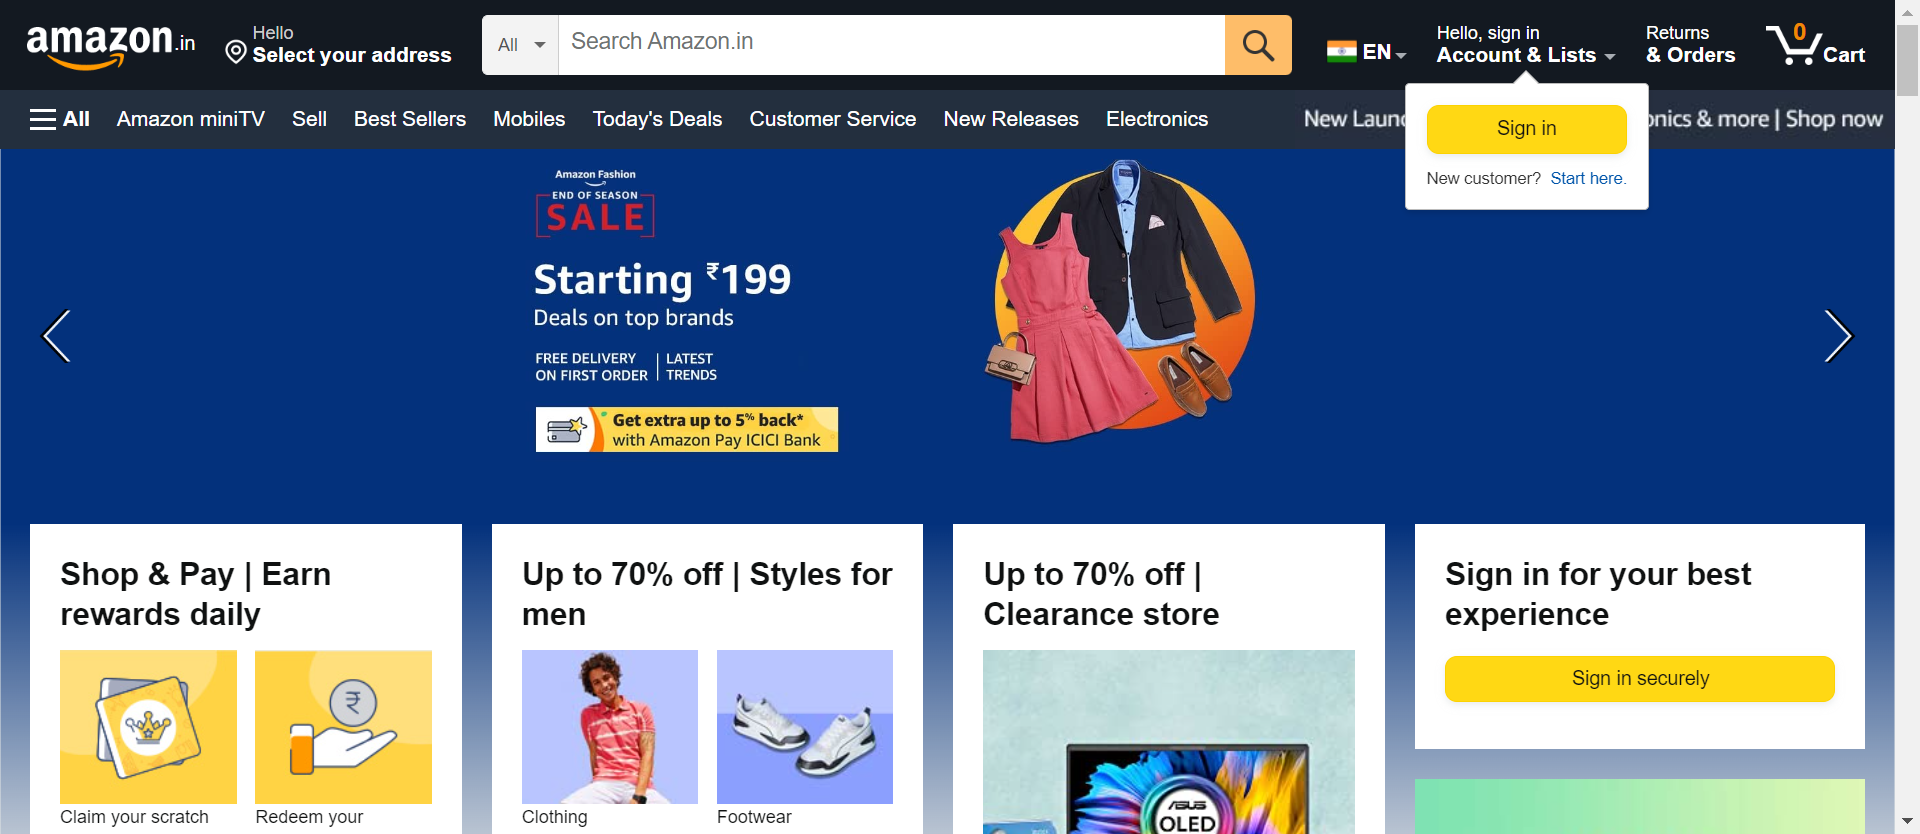 amazon.in
Hello
Select your address
All
Search Amazon.in
EN
Hello, sign in
Account & Lists
Returns
& Orders
0
Cart
All
Amazon miniTV
Sell
Best Sellers
Mobiles
Today's Deals
Customer Service
New Releases
Electronics
New Laun
onics & more | Shop now
Sign in
New customer? Start here.
Amazon Fashion
END OF SEASON
SALE
Starting ₹199
Deals on top brands
FREE DELIVERY
ON FIRST ORDER
LATEST
TRENDS
Get extra up to 5% back*
with Amazon Pay ICICI Bank
Shop & Pay | Earn
rewards daily
₹
Claim your scratch
Redeem your
Up to 70% off | Styles for
men
Clothing
Footwear
Up to 70% off |
Clearance store
ASUS
OLED
Sign in for your best
experience
Sign in securely